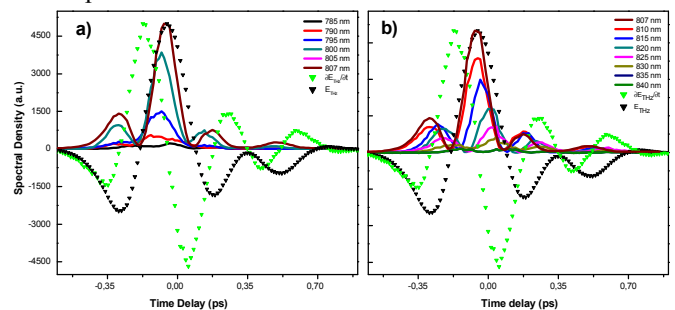 a)
785 nm
790 nm
795 nm
800 nm
805 nm
807 nm
∂E_THz/∂t
E_THz
Spectral Density (a.u.)
4500
3000
1500
0
-1500
-3000
-4500
-0,35
0,00
0,35
0,70
Time Delay (ps)
b)
807 nm
810 nm
815 nm
820 nm
825 nm
830 nm
835 nm
840 nm
∂E_THz/∂t
E_THz
-0,35
0,00
0,35
0,70
Time delay (ps)